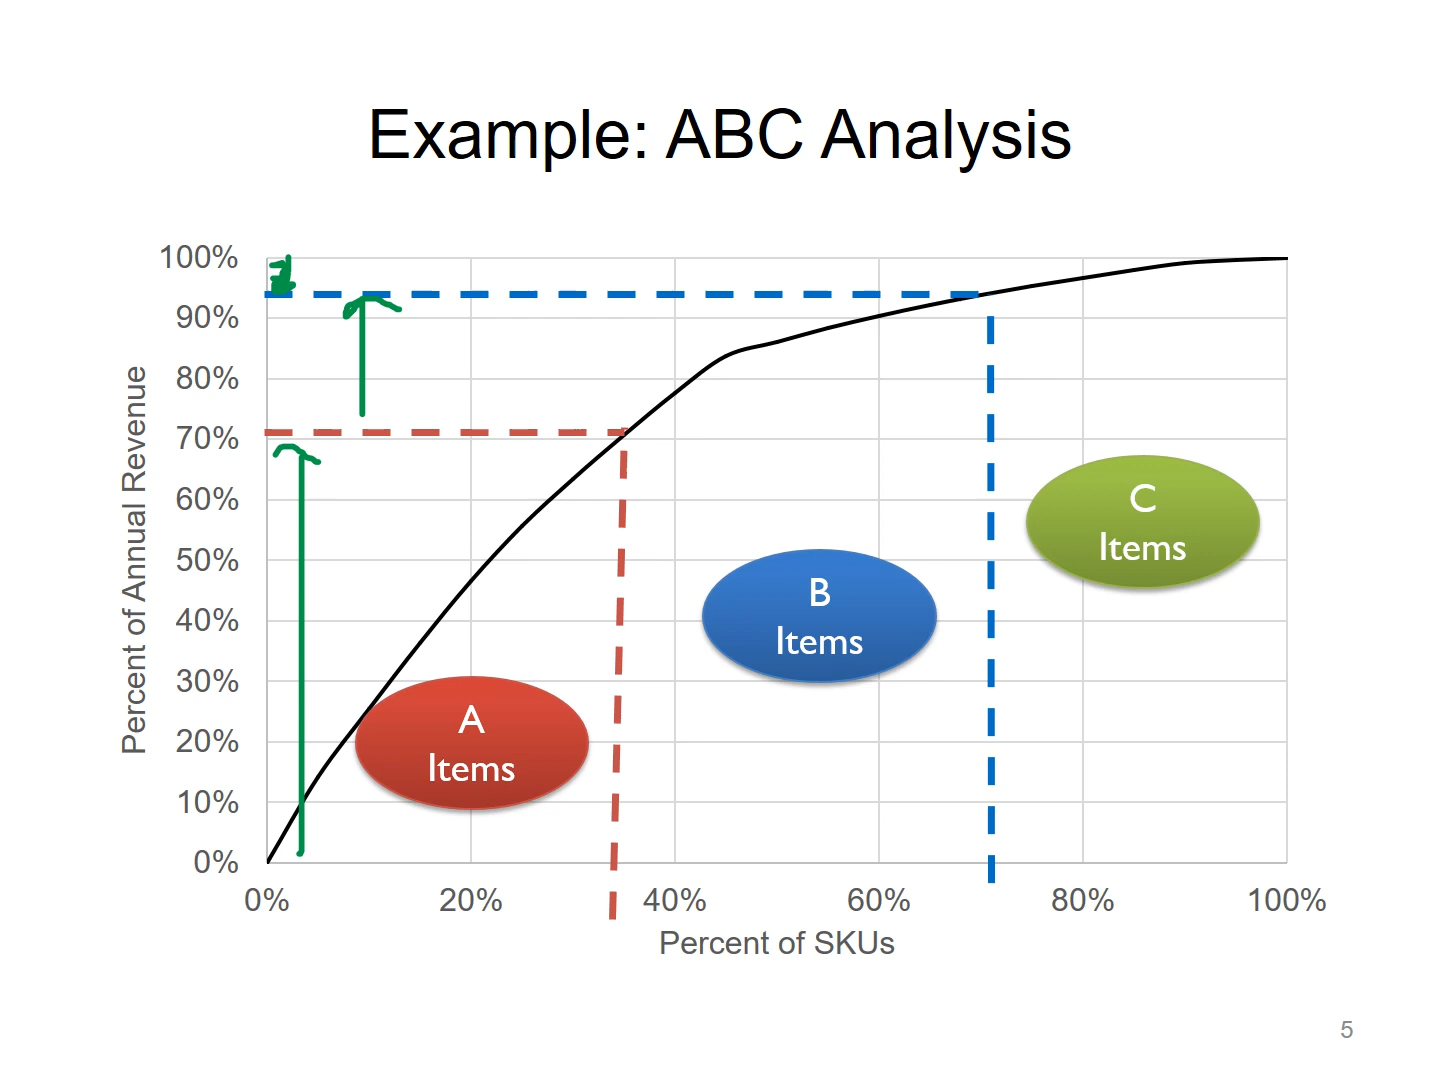 Example: ABC Analysis
100%
90%
80%
70%
60%
50%
40%
30%
20%
10%
0%
Percent of Annual Revenue
A
Items
B
Items
C
Items
0% 20% 40% 60% 80% 100%
Percent of SKUs
5